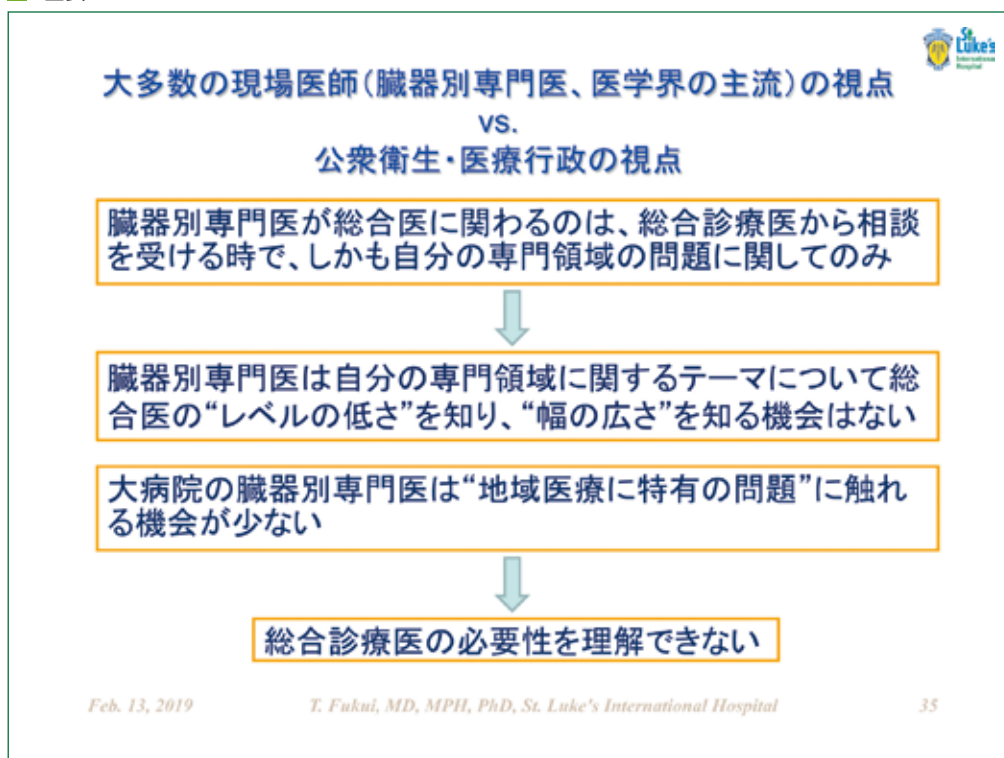 St.
Luke's
International
Hospital
大多数の現場医師(臓器別専門医、医学界の主流)の視点
vs.
公衆衛生・医療行政の視点
臓器別専門医が総合医に関わるのは、総合診療医から相談
を受ける時で、しかも自分の専門領域の問題に関してのみ
臓器別専門医は自分の専門領域に関するテーマについて総
合医の“レベルの低さ”を知り、“幅の広さ”を知る機会はない
大病院の臓器別専門医は“地域医療に特有の問題”に触れ
る機会が少ない
総合診療医の必要性を理解できない
Feb. 13, 2019 T. Fukui, MD, MPH, PhD, St. Luke's International Hospital 35